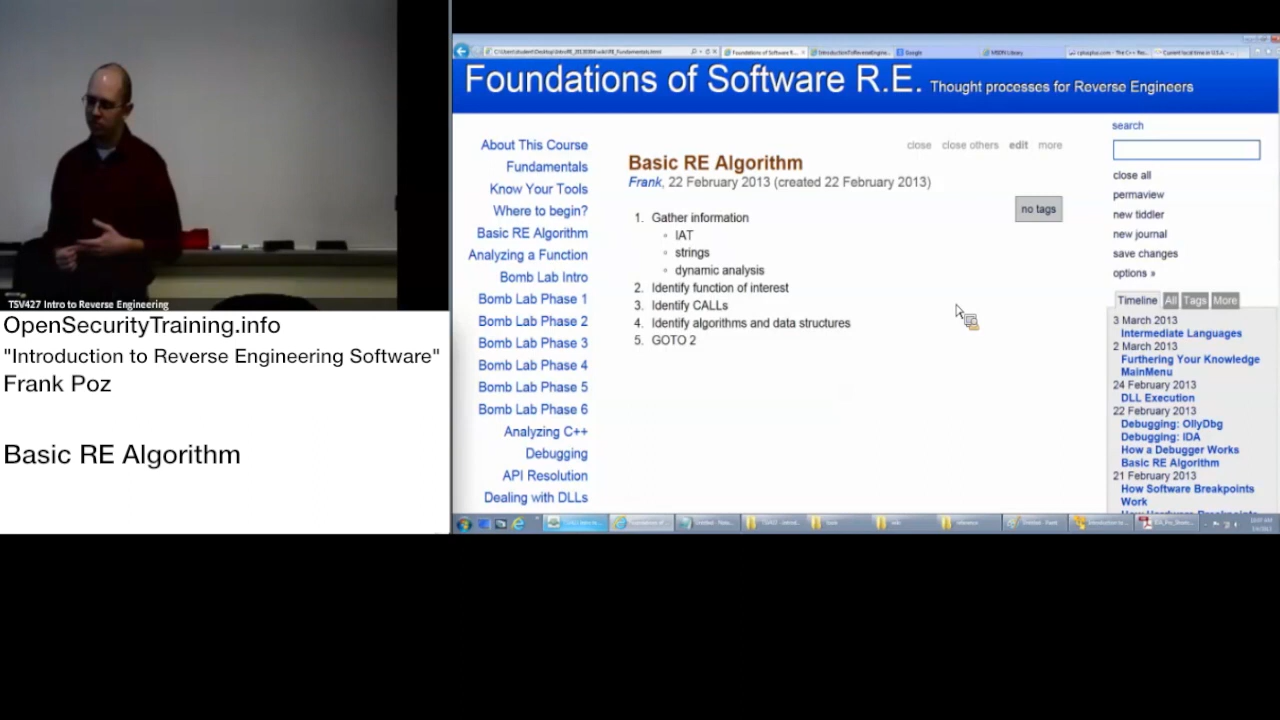 TSV427 Intro to Reverse Engineering
OpenSecurityTraining.info
"Introduction to Reverse Engineering Software"
Frank Poz
Basic RE Algorithm
Foundations of Software R.E. Thought processes for Reverse Engineers
About This Course
Fundamentals
Know Your Tools
Where to begin?
Basic RE Algorithm
Analyzing a Function
Bomb Lab Intro
Bomb Lab Phase 1
Bomb Lab Phase 2
Bomb Lab Phase 3
Bomb Lab Phase 4
Bomb Lab Phase 5
Bomb Lab Phase 6
Analyzing C++
Debugging
API Resolution
Dealing with DLLs
close close others edit more
Basic RE Algorithm
Frank, 22 February 2013 (created 22 February 2013)
no tags
1. Gather information
◦ IAT
◦ strings
◦ dynamic analysis
2. Identify function of interest
3. Identify CALLs
4. Identify algorithms and data structures
5. GOTO 2
search
close all
permaview
new tiddler
new journal
save changes
options »
Timeline All Tags More
3 March 2013
Intermediate Languages
2 March 2013
Furthering Your Knowledge
MainMenu
24 February 2013
DLL Execution
22 February 2013
Debugging: OllyDbg
Debugging: IDA
How a Debugger Works
Basic RE Algorithm
21 February 2013
How Software Breakpoints
Work